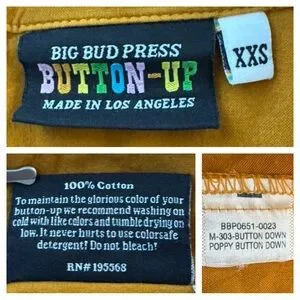 BIG BUD PRESS
BUTTON-UP
MADE IN LOS ANGELES
XXS
100% Cotton
To maintain the glorious color of your
button-up we recommend washing on
cold with like colors and tumble drying on
low. It never hurts to use colorsafe
detergent! Do not bleach!
RN# 195568
BBP0651-0023
M-303-BUTTON DOWN
POPPY BUTTON DOWN